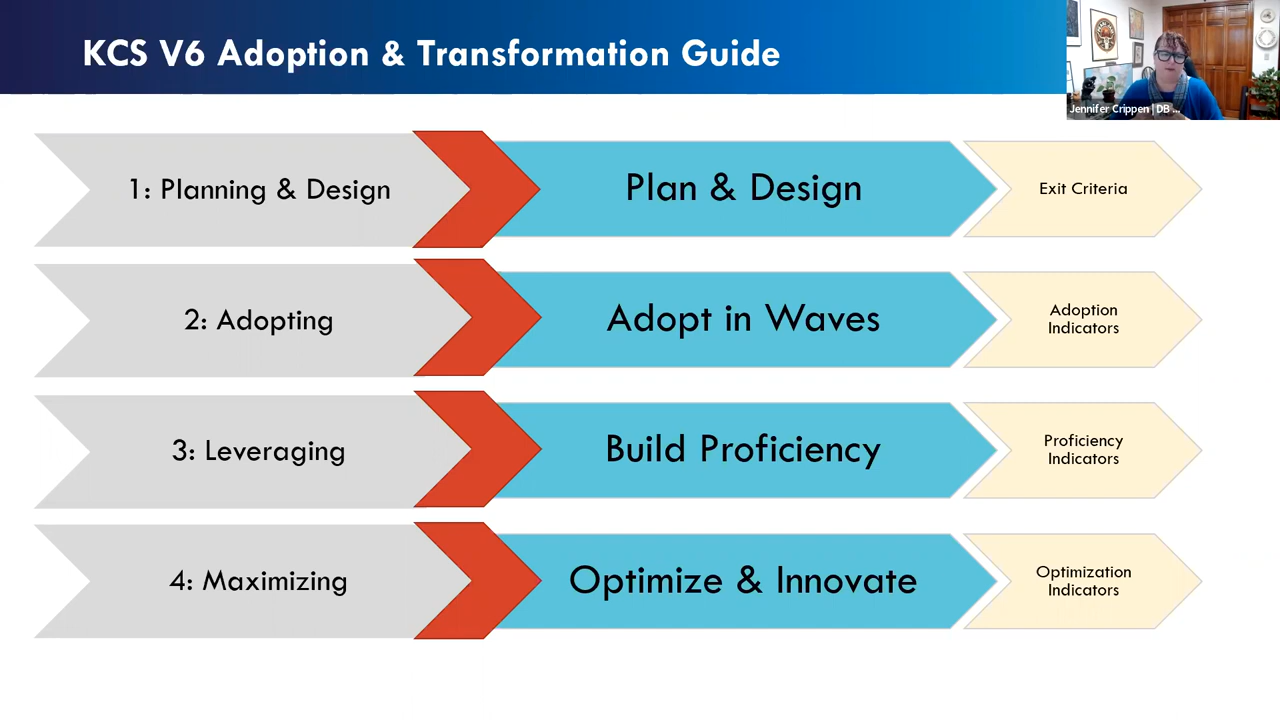 KCS V6 Adoption & Transformation Guide
Jennifer Crippen | DB ...
1: Planning & Design
Plan & Design
Exit Criteria
2: Adopting
Adopt in Waves
Adoption
Indicators
3: Leveraging
Build Proficiency
Proficiency
Indicators
4: Maximizing
Optimize & Innovate
Optimization
Indicators